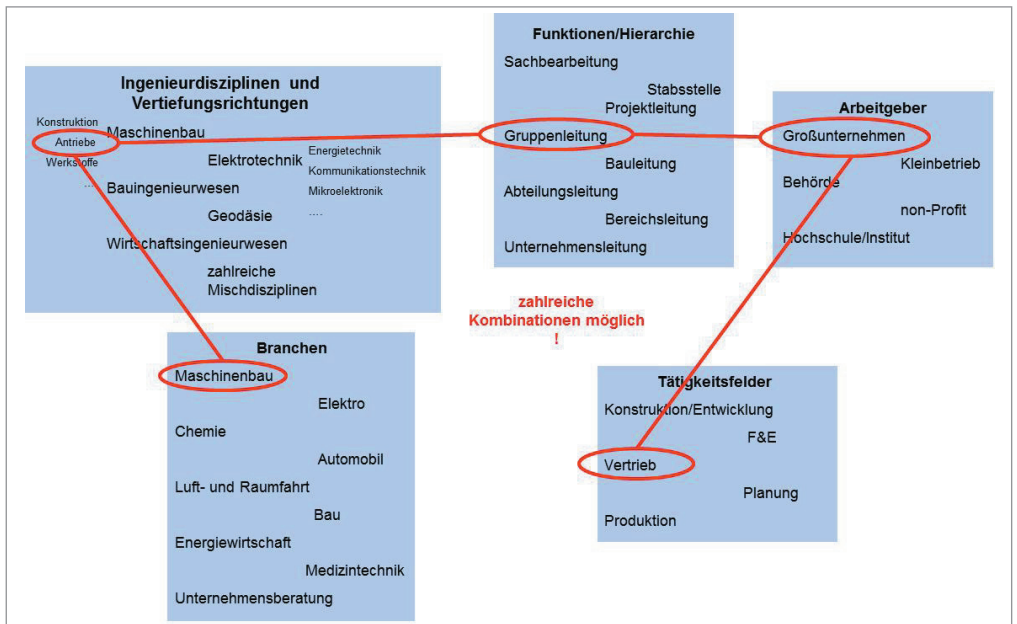 Ingenieurdisziplinen und
Vertiefungsrichtungen
Konstruktion
Antriebe
Werkstoffe
...
Maschinenbau
Elektrotechnik
Energietechnik
Kommunikationstechnik
Mikroelektronik
....
Bauingenieurwesen
Geodäsie
Wirtschaftsingenieurwesen
zahlreiche
Mischdisziplinen
Funktionen/Hierarchie
Sachbearbeitung
Stabsstelle
Projektleitung
Gruppenleitung
Bauleitung
Abteilungsleitung
Bereichsleitung
Unternehmensleitung
Arbeitgeber
Großunternehmen
Kleinbetrieb
Behörde
non-Profit
Hochschule/Institut
zahlreiche
Kombinationen möglich
!
Branchen
Maschinenbau
Elektro
Chemie
Automobil
Luft- und Raumfahrt
Bau
Energiewirtschaft
Medizintechnik
Unternehmensberatung
Tätigkeitsfelder
Konstruktion/Entwicklung
F&E
Vertrieb
Planung
Produktion